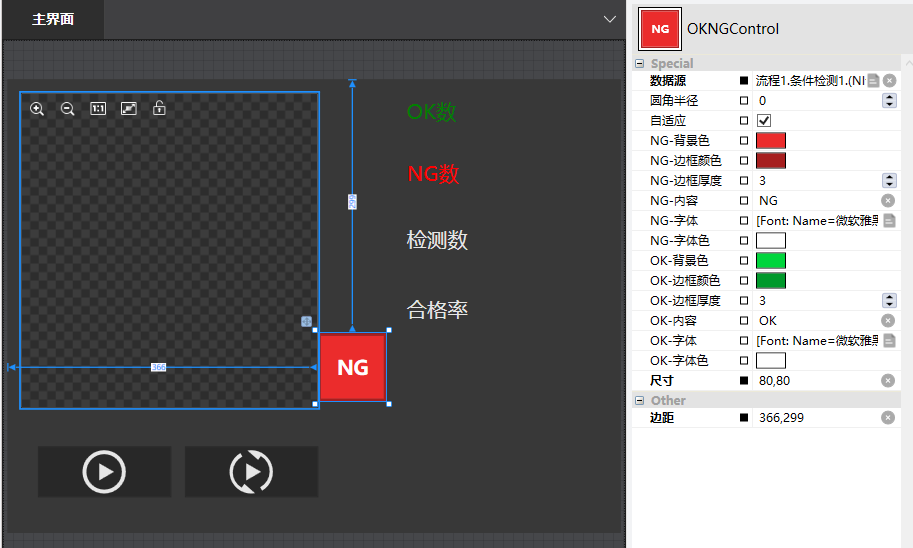 主界面
1:1
OK数
NG数
检测数
合格率
299
366
NG
NG OKNGControl
Special
数据源 流程1.条件检测1.(NI
圆角半径 0
自适应
NG-背景色
NG-边框颜色
NG-边框厚度 3
NG-内容 NG
NG-字体 [Font: Name=微软雅黑
NG-字体色
OK-背景色
OK-边框颜色
OK-边框厚度 3
OK-内容 OK
OK-字体 [Font: Name=微软雅黑
OK-字体色
尺寸 80,80
Other
边距 366,299